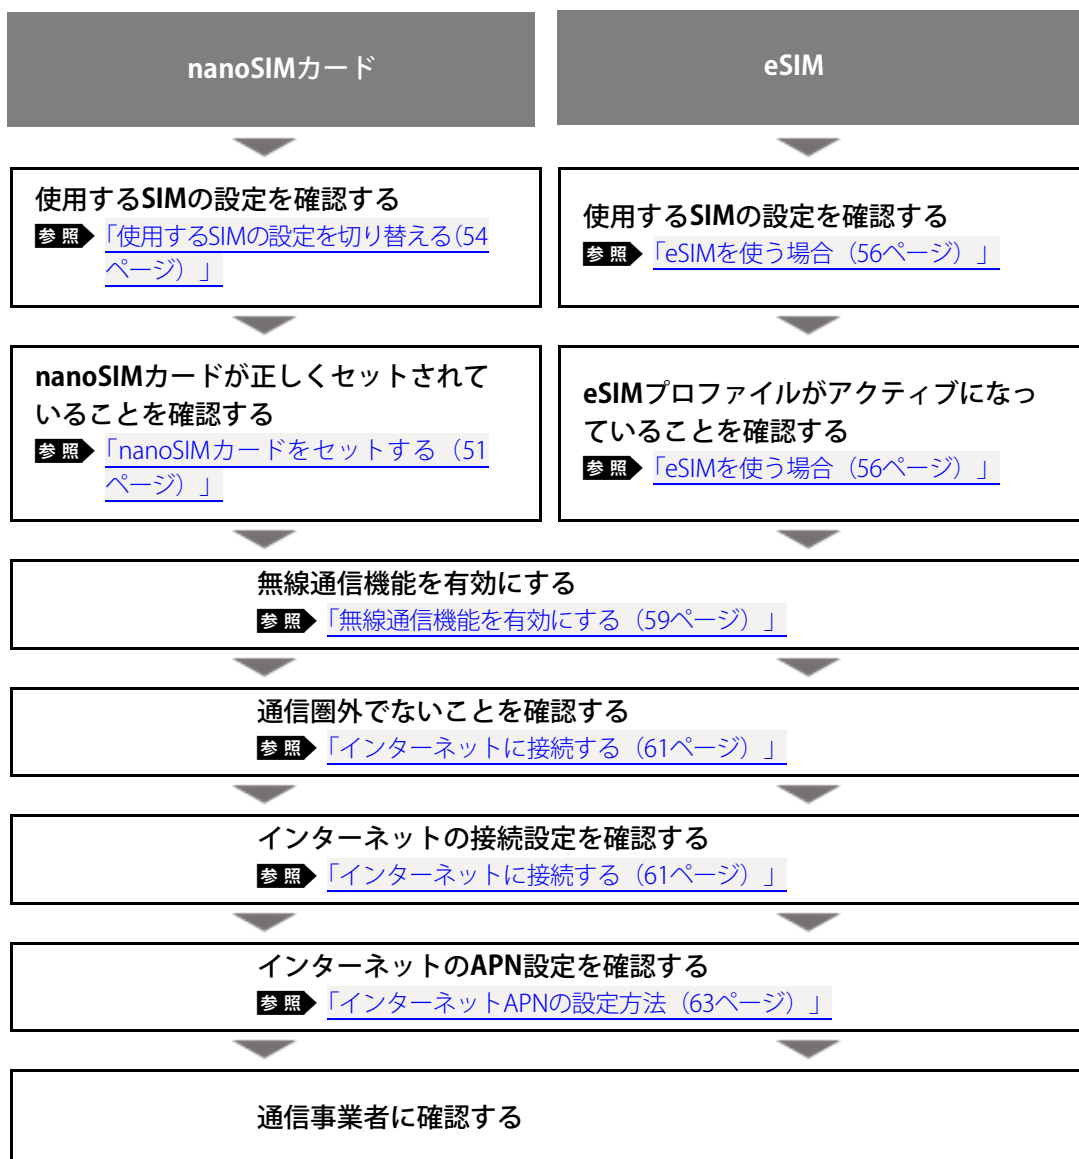 nanoSIMカード
eSIM
使用するSIMの設定を確認する
参照 「使用するSIMの設定を切り替える(54
ページ）」
使用するSIMの設定を確認する
参照 「eSIMを使う場合（56ページ）」
nanoSIMカードが正しくセットされて
いることを確認する
参照 「nanoSIMカードをセットする（51
ページ）」
eSIMプロファイルがアクティブになっ
ていることを確認する
参照 「eSIMを使う場合（56ページ）」
無線通信機能を有効にする
参照 「無線通信機能を有効にする（59ページ）」
通信圏外でないことを確認する
参照 「インターネットに接続する（61ページ）」
インターネットの接続設定を確認する
参照 「インターネットに接続する（61ページ）」
インターネットのAPN設定を確認する
参照 「インターネットAPNの設定方法（63ページ）」
通信事業者に確認する